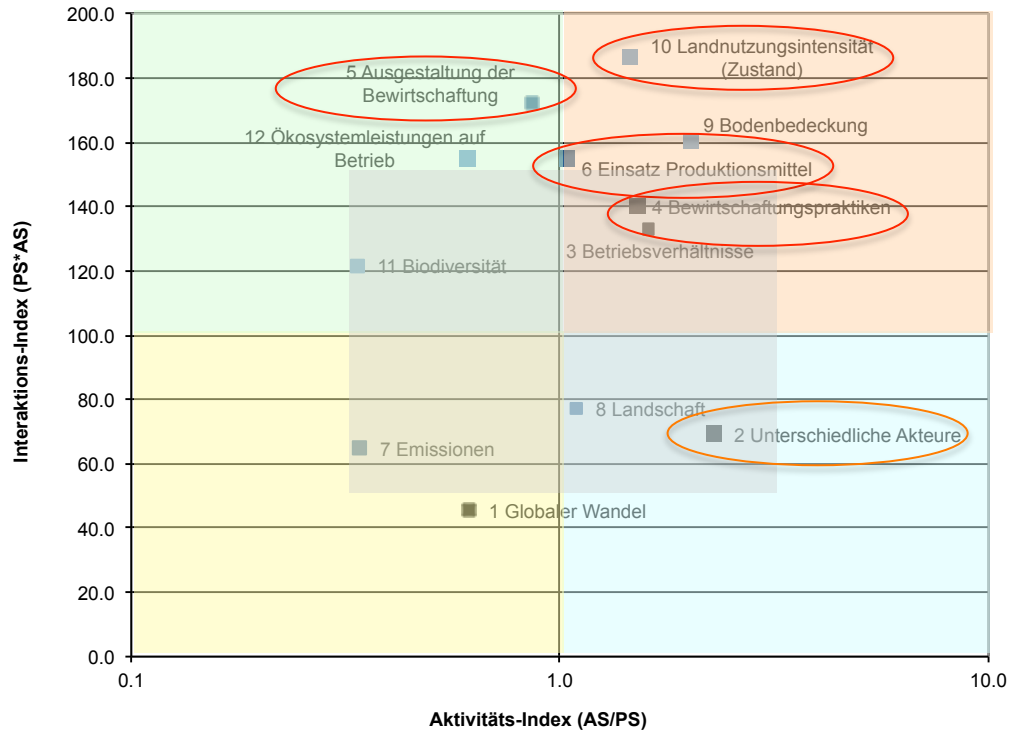 200.0
180.0
160.0
140.0
120.0
100.0
80.0
60.0
40.0
20.0
0.0
Interaktions-Index (PS*AS)
10 Landnutzungsintensität
(Zustand)
5 Ausgestaltung der
Bewirtschaftung
9 Bodenbedeckung
12 Ökosystemleistungen auf
Betrieb
6 Einsatz Produktionsmittel
4 Bewirtschaftungspraktiken
3 Betriebsverhältnisse
11 Biodiversität
8 Landschaft
2 Unterschiedliche Akteure
7 Emissionen
1 Globaler Wandel
0.1
1.0
10.0
Aktivitäts-Index (AS/PS)